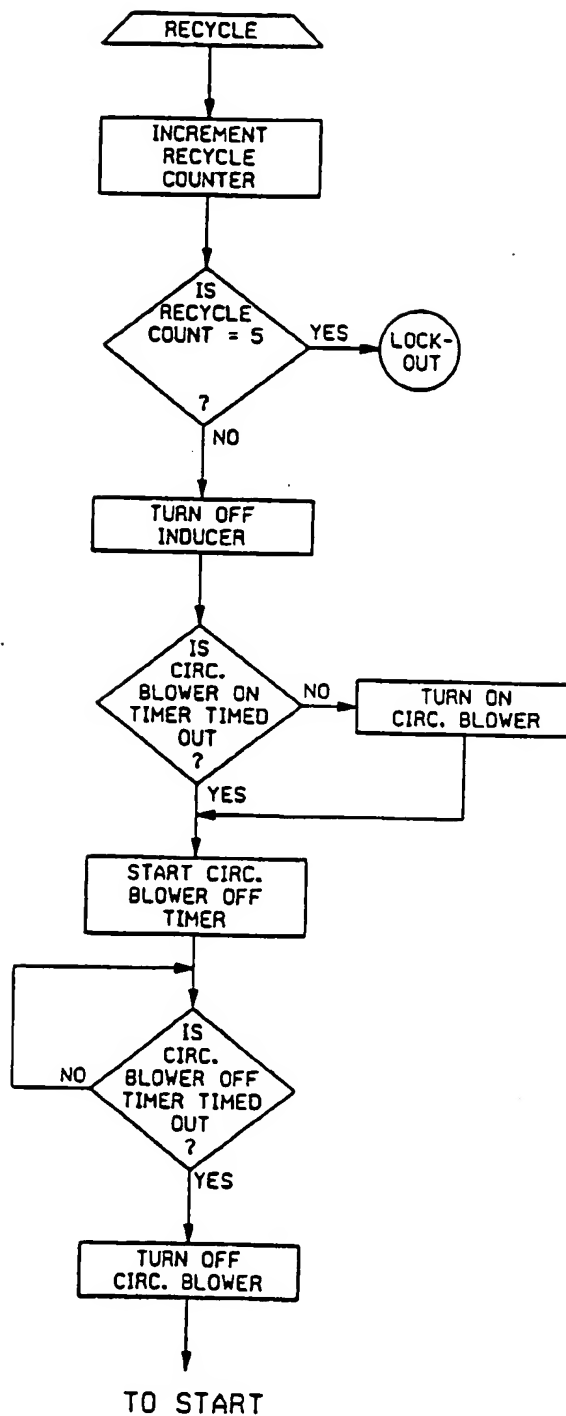 RECYCLE
INCREMENT
RECYCLE
COUNTER
IS
RECYCLE
COUNT = 5
?
YES
LOCK-
OUT
NO
TURN OFF
INDUCER
IS
CIRC.
BLOWER ON
TIMER TIMED
OUT
?
NO
TURN ON
CIRC. BLOWER
YES
START CIRC.
BLOWER OFF
TIMER
IS
CIRC.
BLOWER OFF
TIMER TIMED
OUT
?
NO
YES
TURN OFF
CIRC. BLOWER
TO START